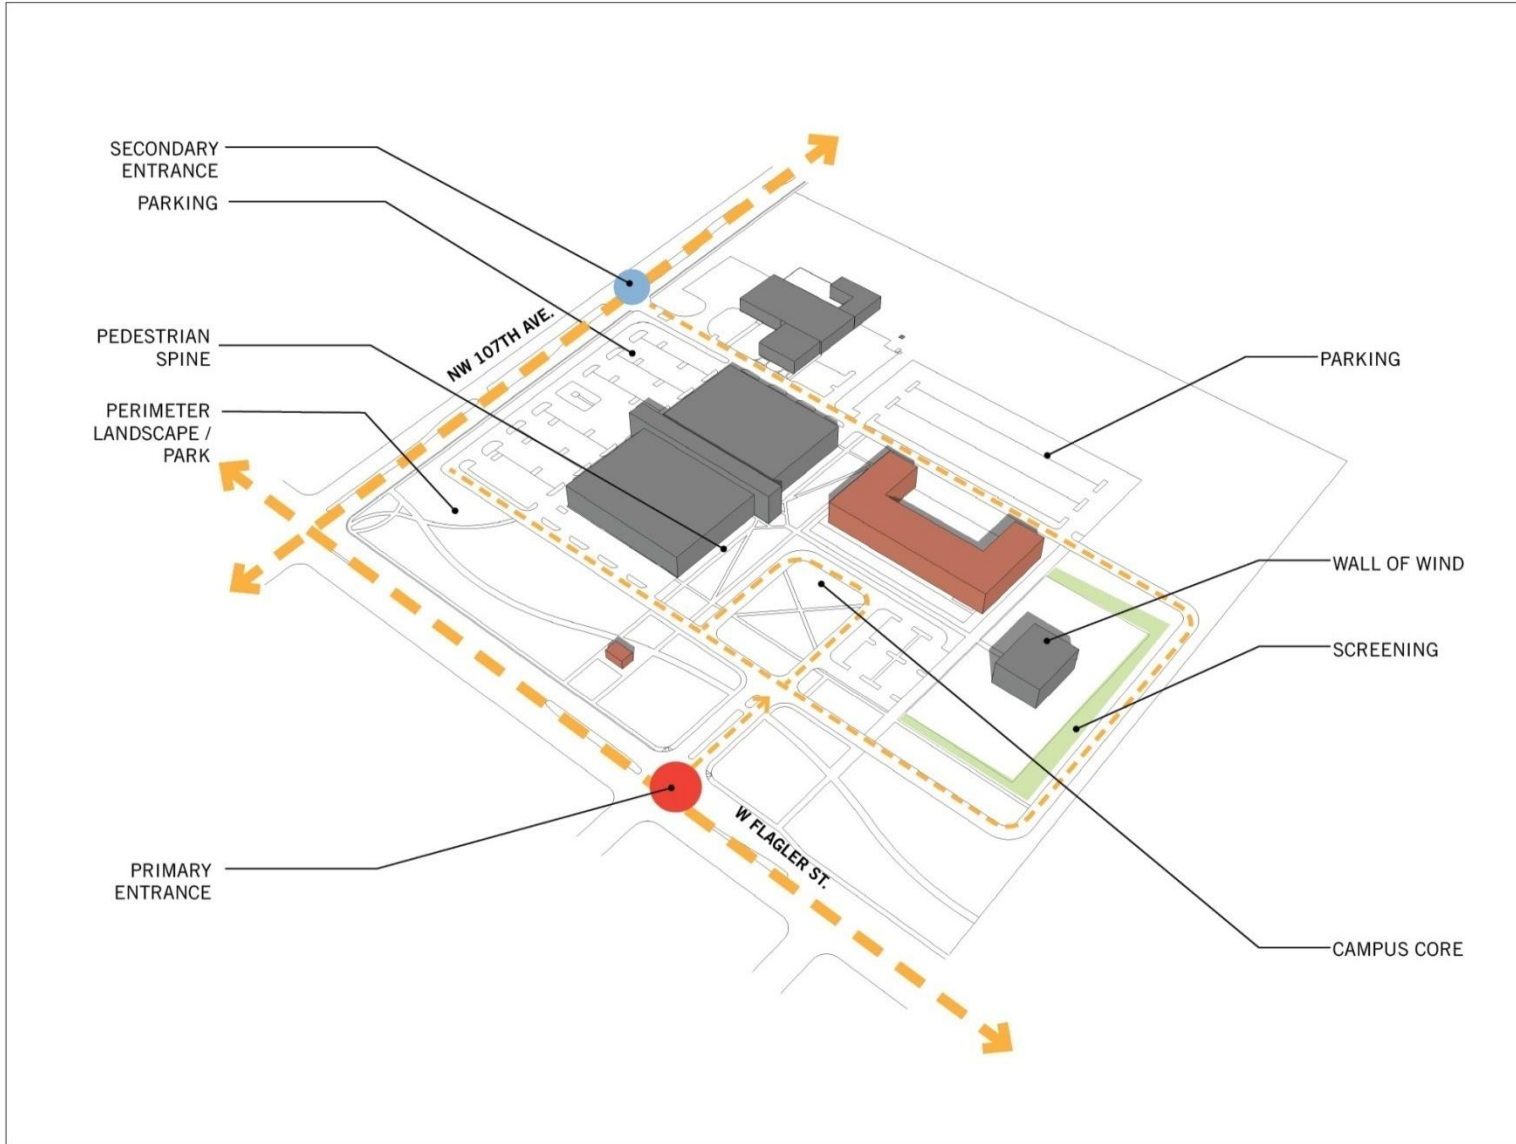 SECONDARY
ENTRANCE
PARKING
PEDESTRIAN
SPINE
PERIMETER
LANDSCAPE /
PARK
PRIMARY
ENTRANCE
NW 107TH AVE.
W FLAGLER ST.
PARKING
WALL OF WIND
SCREENING
CAMPUS CORE